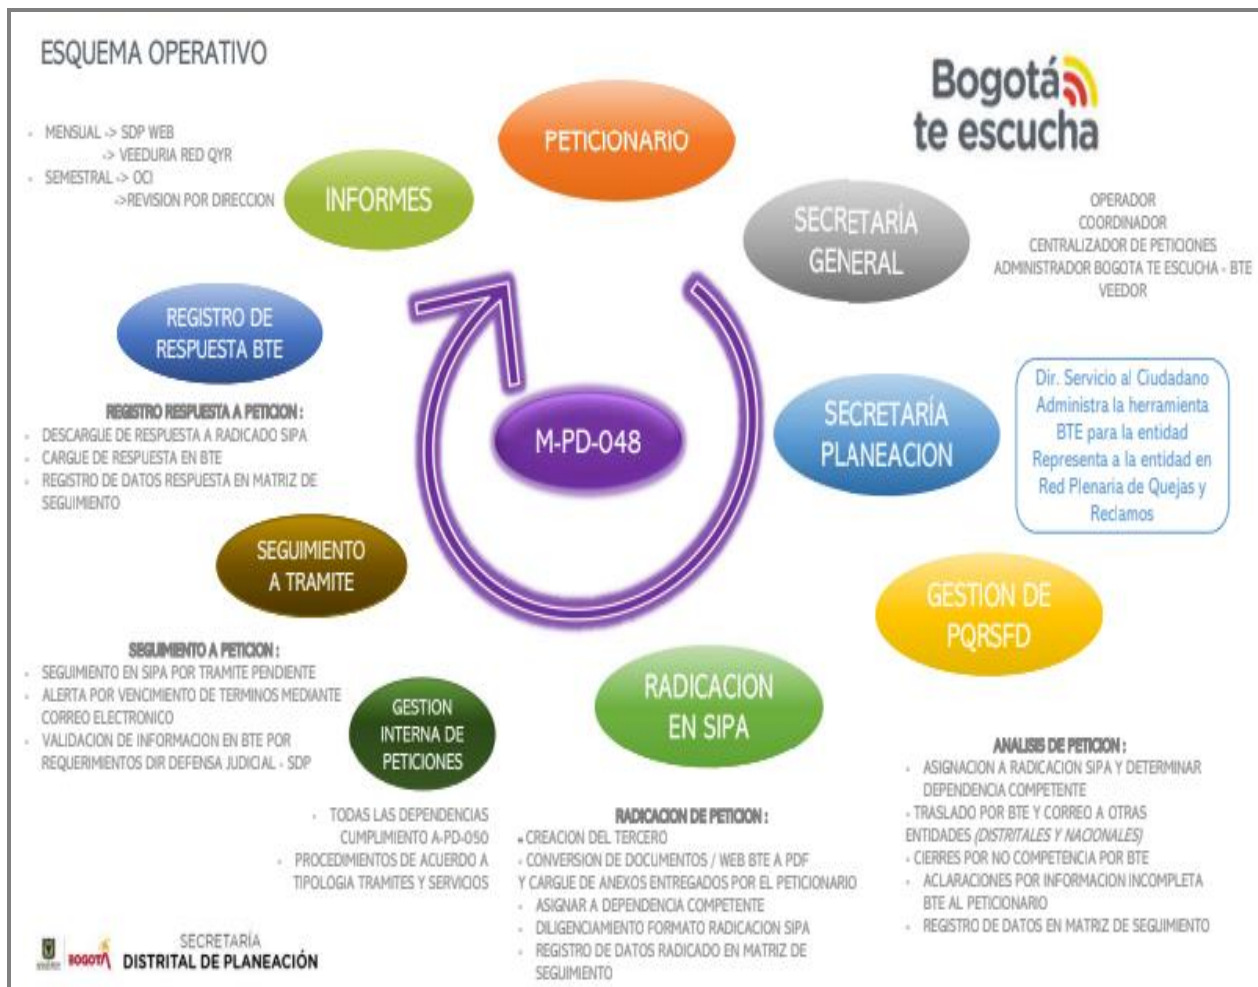 ESQUEMA OPERATIVO
Bogotá
te escucha
- MENSUAL -> SDP WEB
-> VEEDURIA RED QYR
- SEMESTRAL -> OCI
->REVISION POR DIRECCION
INFORMES
PETICIONARIO
SECRETARÍA
GENERAL
OPERADOR
COORDINADOR
CENTRALIZADOR DE PETICIONES
ADMINISTRADOR BOGOTA TE ESCUCHA - BTE
VEEDOR
REGISTRO DE
RESPUESTA BTE
REGISTRO RESPUESTA A PETICION :
- DESCARGUE DE RESPUESTA A RADICADO SIPA
- CARGUE DE RESPUESTA EN BTE
- REGISTRO DE DATOS RESPUESTA EN MATRIZ DE
SEGUIMIENTO
M-PD-048
SECRETARÍA
PLANEACION
Dir. Servicio al Ciudadano
Administra la herramienta
BTE para la entidad
Representa a la entidad en
Red Plenaria de Quejas y
Reclamos
SEGUIMIENTO
A TRAMITE
SEGUIMIENTO A PETICION :
- SEGUIMIENTO EN SIPA POR TRAMITE PENDIENTE
- ALERTA POR VENCIMIENTO DE TERMINOS MEDIANTE
CORREO ELECTRONICO
- VALIDACION DE INFORMACION EN BTE POR
REQUERIMIENTOS DIR DEFENSA JUDICIAL - SDP
GESTION DE
PQRSFD
RADICACION
EN SIPA
GESTION
INTERNA DE
PETICIONES
- TODAS LAS DEPENDENCIAS
CUMPLIMIENTO A-PD-050
- PROCEDIMIENTOS DE ACUERDO A
TIPOLOGIA TRAMITES Y SERVICIOS
RADICACION DE PETICION :
- CREACION DEL TERCERO
- CONVERSION DE DOCUMENTOS / WEB BTE A PDF
Y CARGUE DE ANEXOS ENTREGADOS POR EL PETICIONARIO
- ASIGNAR A DEPENDENCIA COMPETENTE
- DILIGENCIAMIENTO FORMATO RADICACION SIPA
- REGISTRO DE DATOS RADICADO EN MATRIZ DE
SEGUIMIENTO
ANALISIS DE PETICION :
- ASIGNACION A RADICACION SIPA Y DETERMINAR
DEPENDENCIA COMPETENTE
- TRASLADO POR BTE Y CORREO A OTRAS
ENTIDADES (DISTRITALES Y NACIONALES)
- CIERRES POR NO COMPETENCIA POR BTE
- ACLARACIONES POR INFORMACION INCOMPLETA
BTE AL PETICIONARIO
- REGISTRO DE DATOS EN MATRIZ DE SEGUIMIENTO
BOGOTÁ
SECRETARÍA
DISTRITAL DE PLANEACIÓN